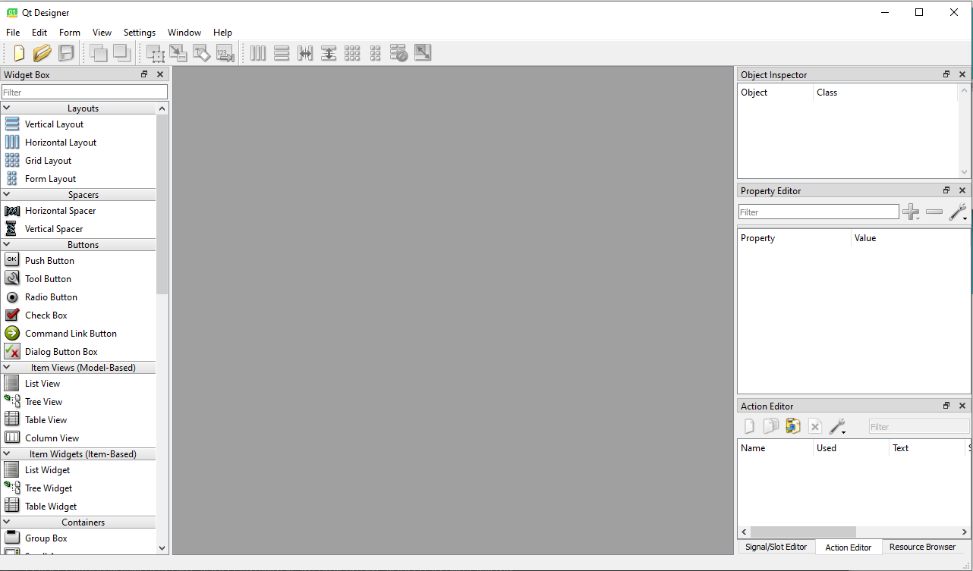 Qt Designer
File Edit Form View Settings Window Help
Widget Box
Filter
Layouts
Vertical Layout
Horizontal Layout
Grid Layout
Form Layout
Spacers
Horizontal Spacer
Vertical Spacer
Buttons
Push Button
Tool Button
Radio Button
Check Box
Command Link Button
Dialog Button Box
Item Views (Model-Based)
List View
Tree View
Table View
Column View
Item Widgets (Item-Based)
List Widget
Tree Widget
Table Widget
Containers
Group Box
Object Inspector
Object Class
Property Editor
Filter
Property Value
Action Editor
Filter
Name Used Text
Signal/Slot Editor Action Editor Resource Browser